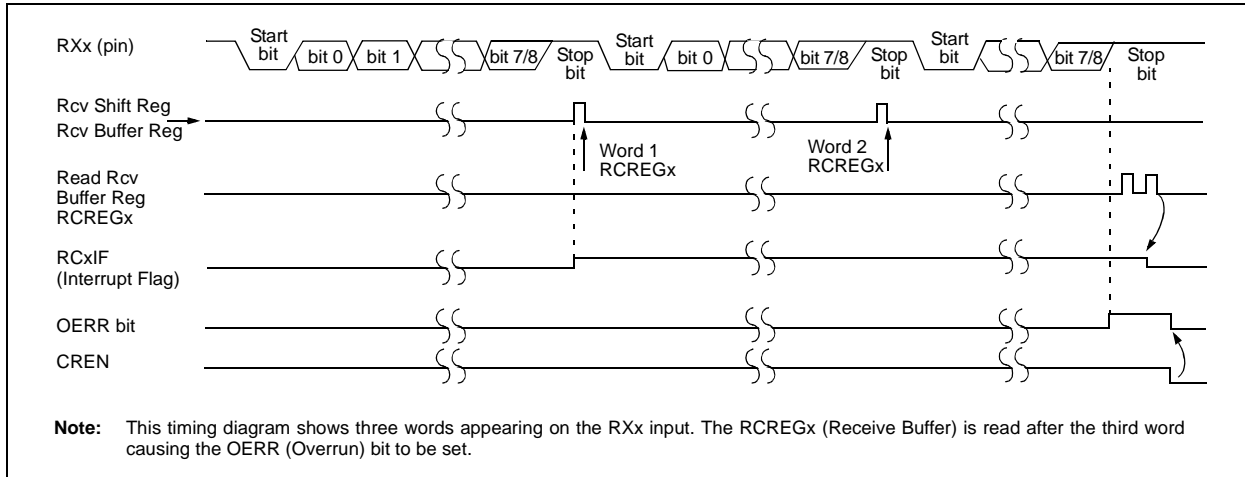 RXx (pin)
Start
bit
bit 0
bit 1
bit 7/8
Stop
bit
Start
bit
bit 0
bit 7/8
Stop
bit
Start
bit
bit 7/8
Stop
bit
Rcv Shift Reg
Rcv Buffer Reg
Word 1
RCREGx
Word 2
RCREGx
Read Rcv
Buffer Reg
RCREGx
RCxIF
(Interrupt Flag)
OERR bit
CREN
Note: This timing diagram shows three words appearing on the RXx input. The RCREGx (Receive Buffer) is read after the third word
causing the OERR (Overrun) bit to be set.